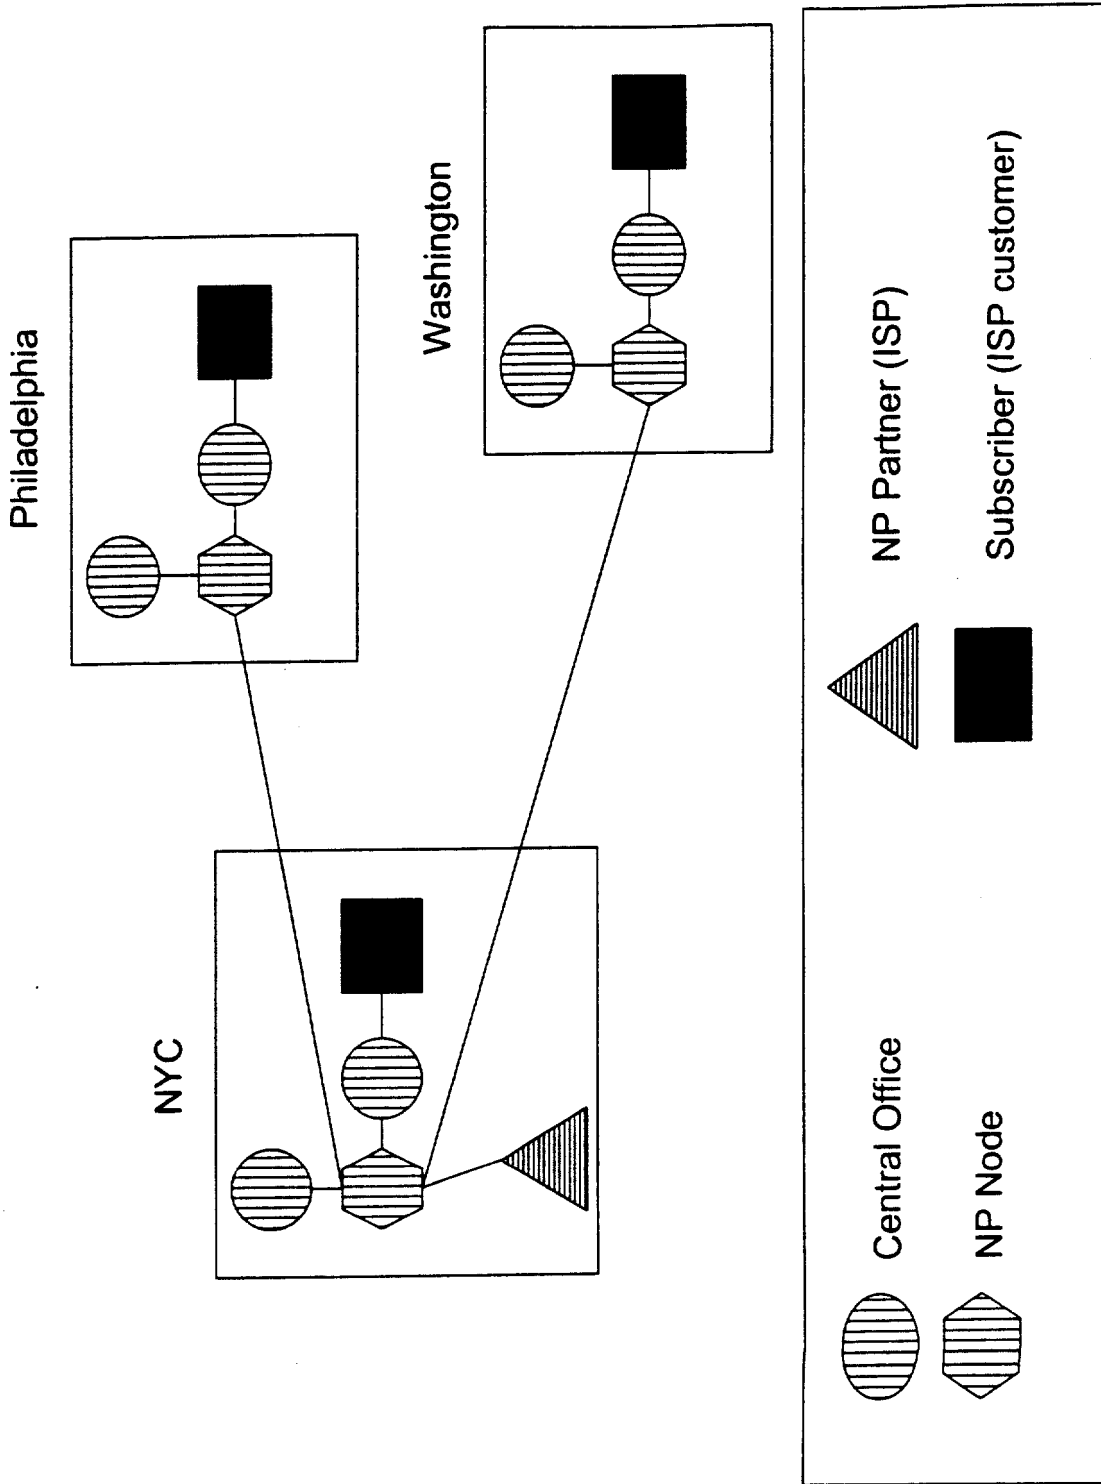 Philadelphia
NYC
Washington
Central Office
NP Partner (ISP)
NP Node
Subscriber (ISP customer)